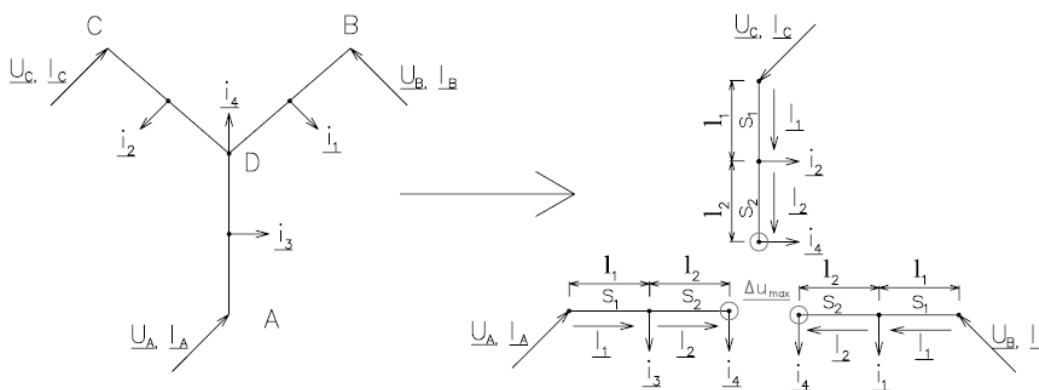 C B
U_C, I_C
U_B, I_B
i_4
i_2
i_1
D
i_3
A
U_A, I_A
U_C, I_C
l_1 S_1 I_1
i_2
l_2 S_2 I_2
i_4
l_1 l_2
S_1 S_2
Δu_max
l_2 l_1
S_2 S_1
U_A, I_A
I_1 I_2
I_2 I_1
U_B, I
i_3 i_4
i_4 i_1